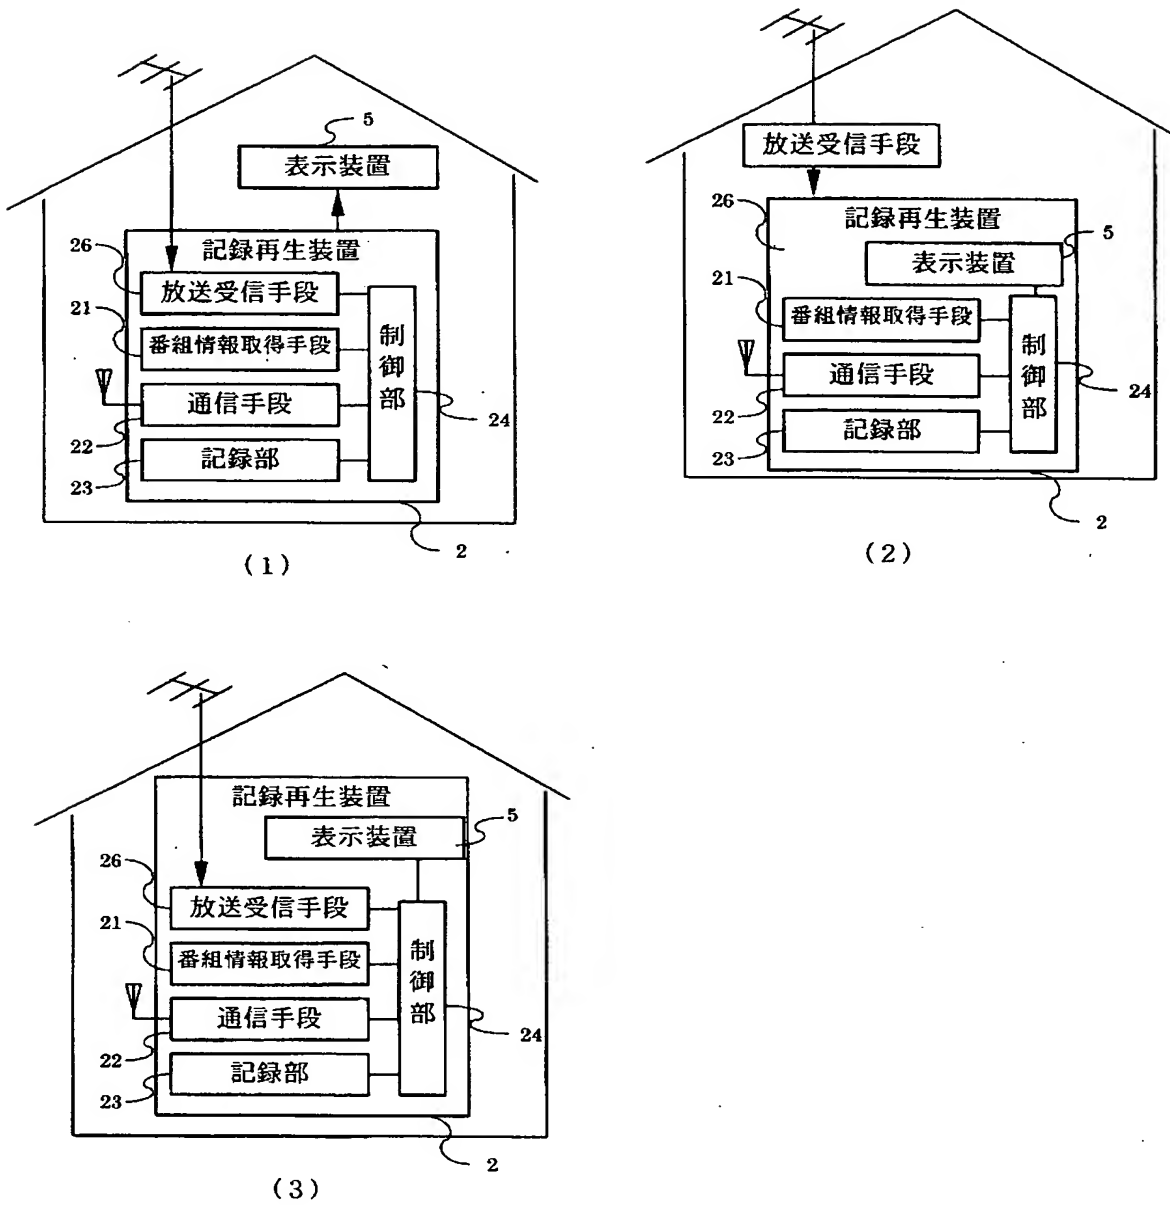 5
表示装置
記録再生装置
26
放送受信手段
21
番組情報取得手段
通信手段
22
記録部
23
制御部
24
2
(1)
放送受信手段
26
記録再生装置
5
表示装置
21
番組情報取得手段
通信手段
22
記録部
23
制御部
24
2
(2)
記録再生装置
5
表示装置
26
放送受信手段
21
番組情報取得手段
通信手段
22
記録部
23
制御部
24
2
(3)